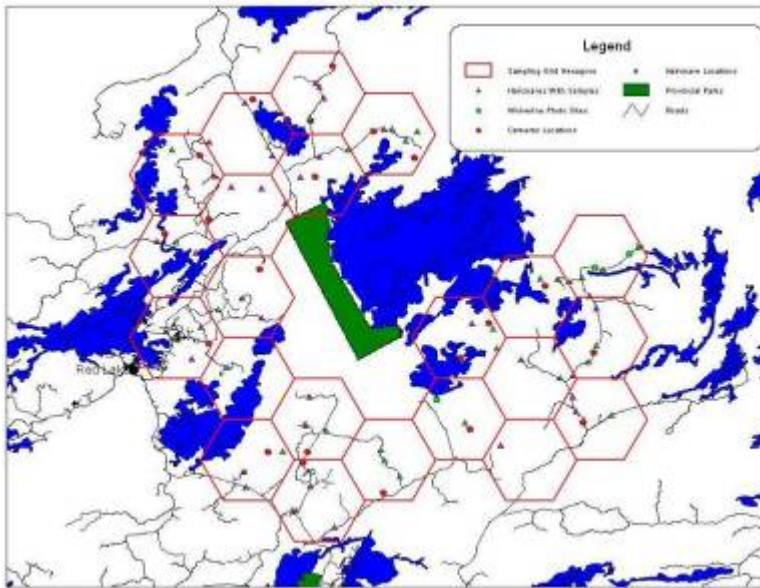 Legend
Sampling Grid Hexagons
Hairsnares With Samples
Wolverine Photo Sites
Camera Locations
Hairsnare Locations
Provincial Parks
Roads
Red Lake